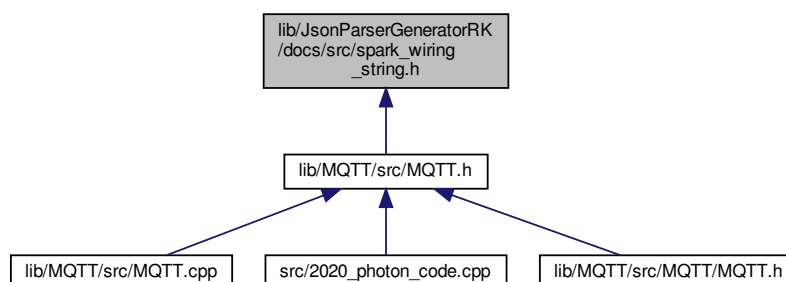 lib/JsonParserGeneratorRK
/docs/src/spark_wiring
_string.h
lib/MQTT/src/MQTT.h
lib/MQTT/src/MQTT.cpp
src/2020_photon_code.cpp
lib/MQTT/src/MQTT/MQTT.h